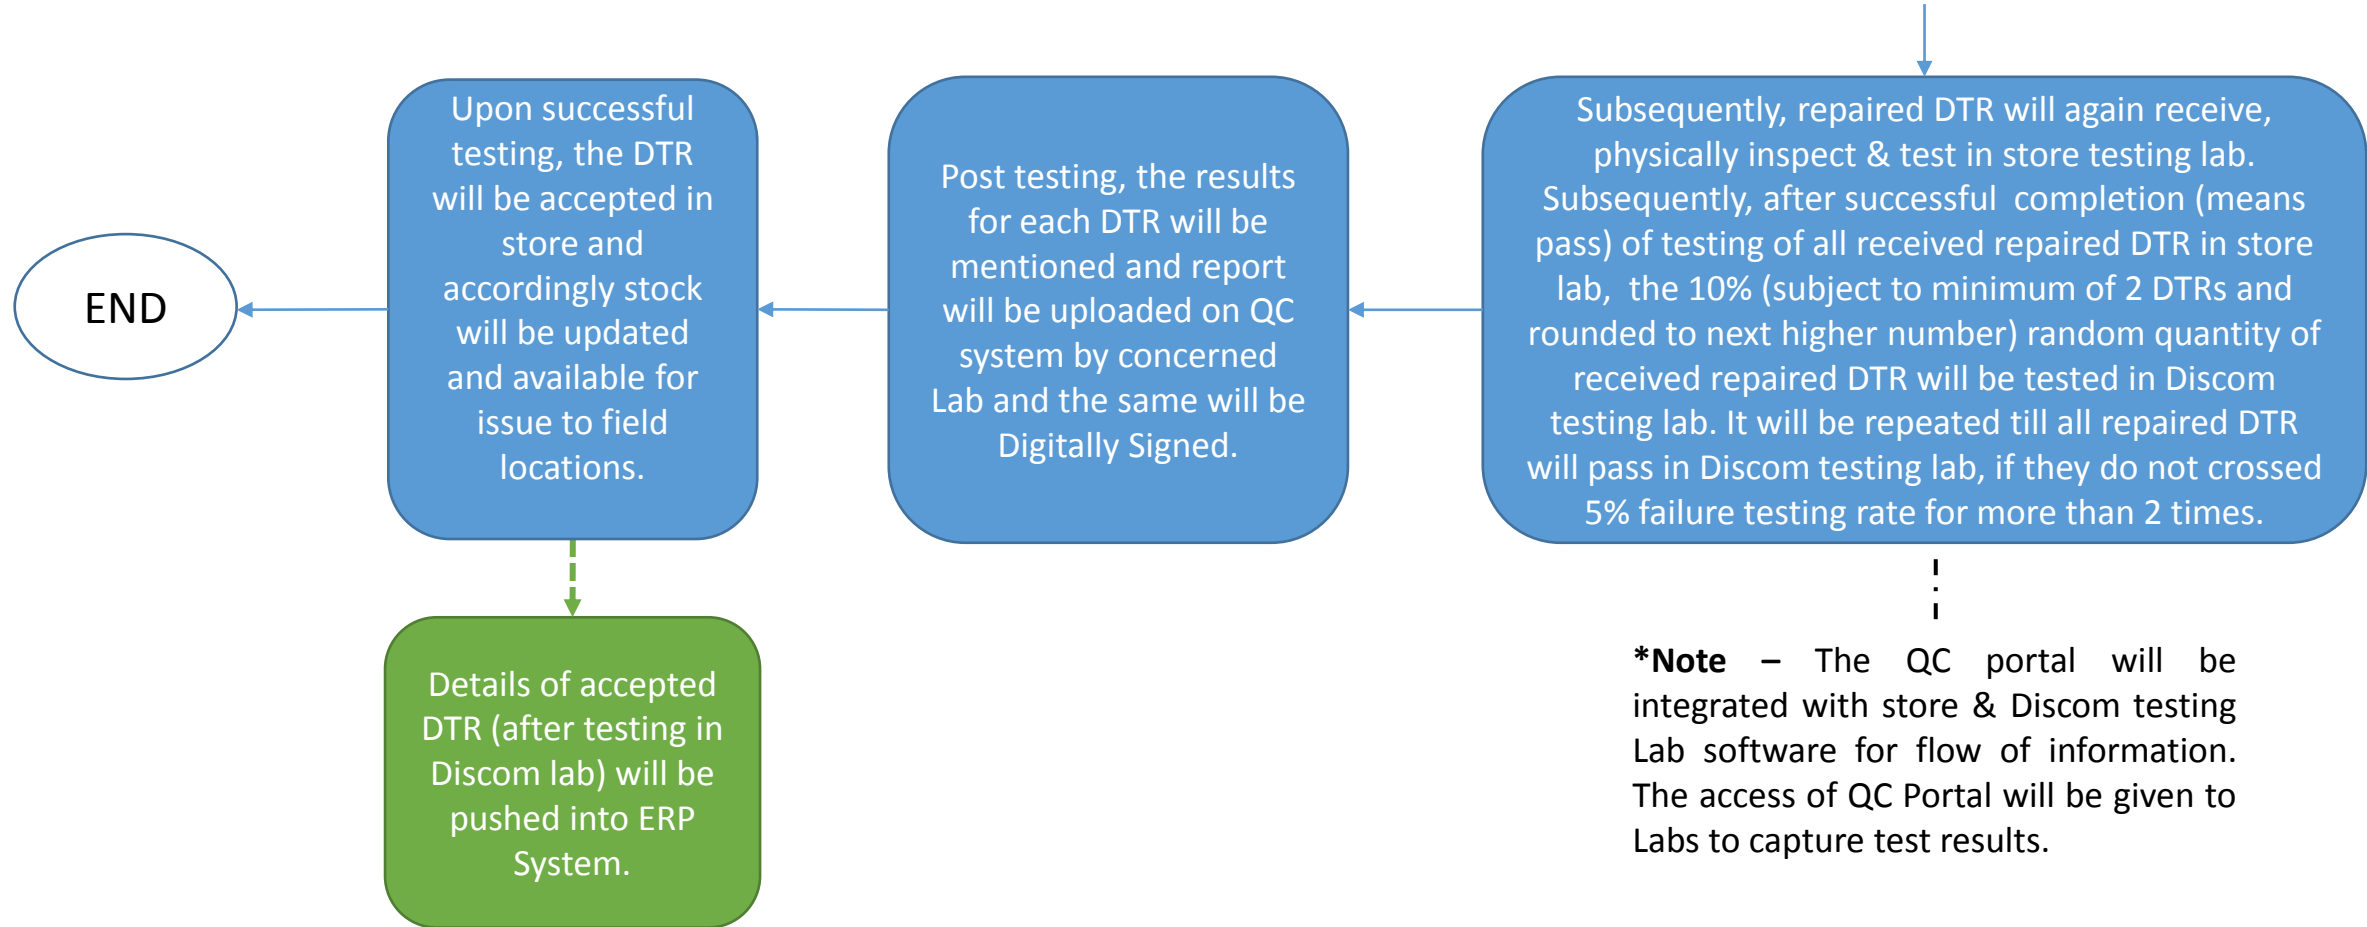 Subsequently, repaired DTR will again receive,
physically inspect & test in store testing lab.
Subsequently, after successful  completion (means
pass) of testing of all received repaired DTR in store
lab,  the 10% (subject to minimum of 2 DTRs and
rounded to next higher number) random quantity of
received repaired DTR will be tested in Discom
testing lab. It will be repeated till all repaired DTR
will pass in Discom testing lab, if they do not crossed
5% failure testing rate for more than 2 times.
*Note – The QC portal will be
integrated with store & Discom testing
Lab software for flow of information.
The access of QC Portal will be given to
Labs to capture test results.
Post testing, the results
for each DTR will be
mentioned and report
will be uploaded on QC
system by concerned
Lab and the same will be
Digitally Signed.
Upon successful
testing, the DTR
will be accepted in
store and
accordingly stock
will be updated
and available for
issue to field
locations.
Details of accepted
DTR (after testing in
Discom lab) will be
pushed into ERP
System.
END